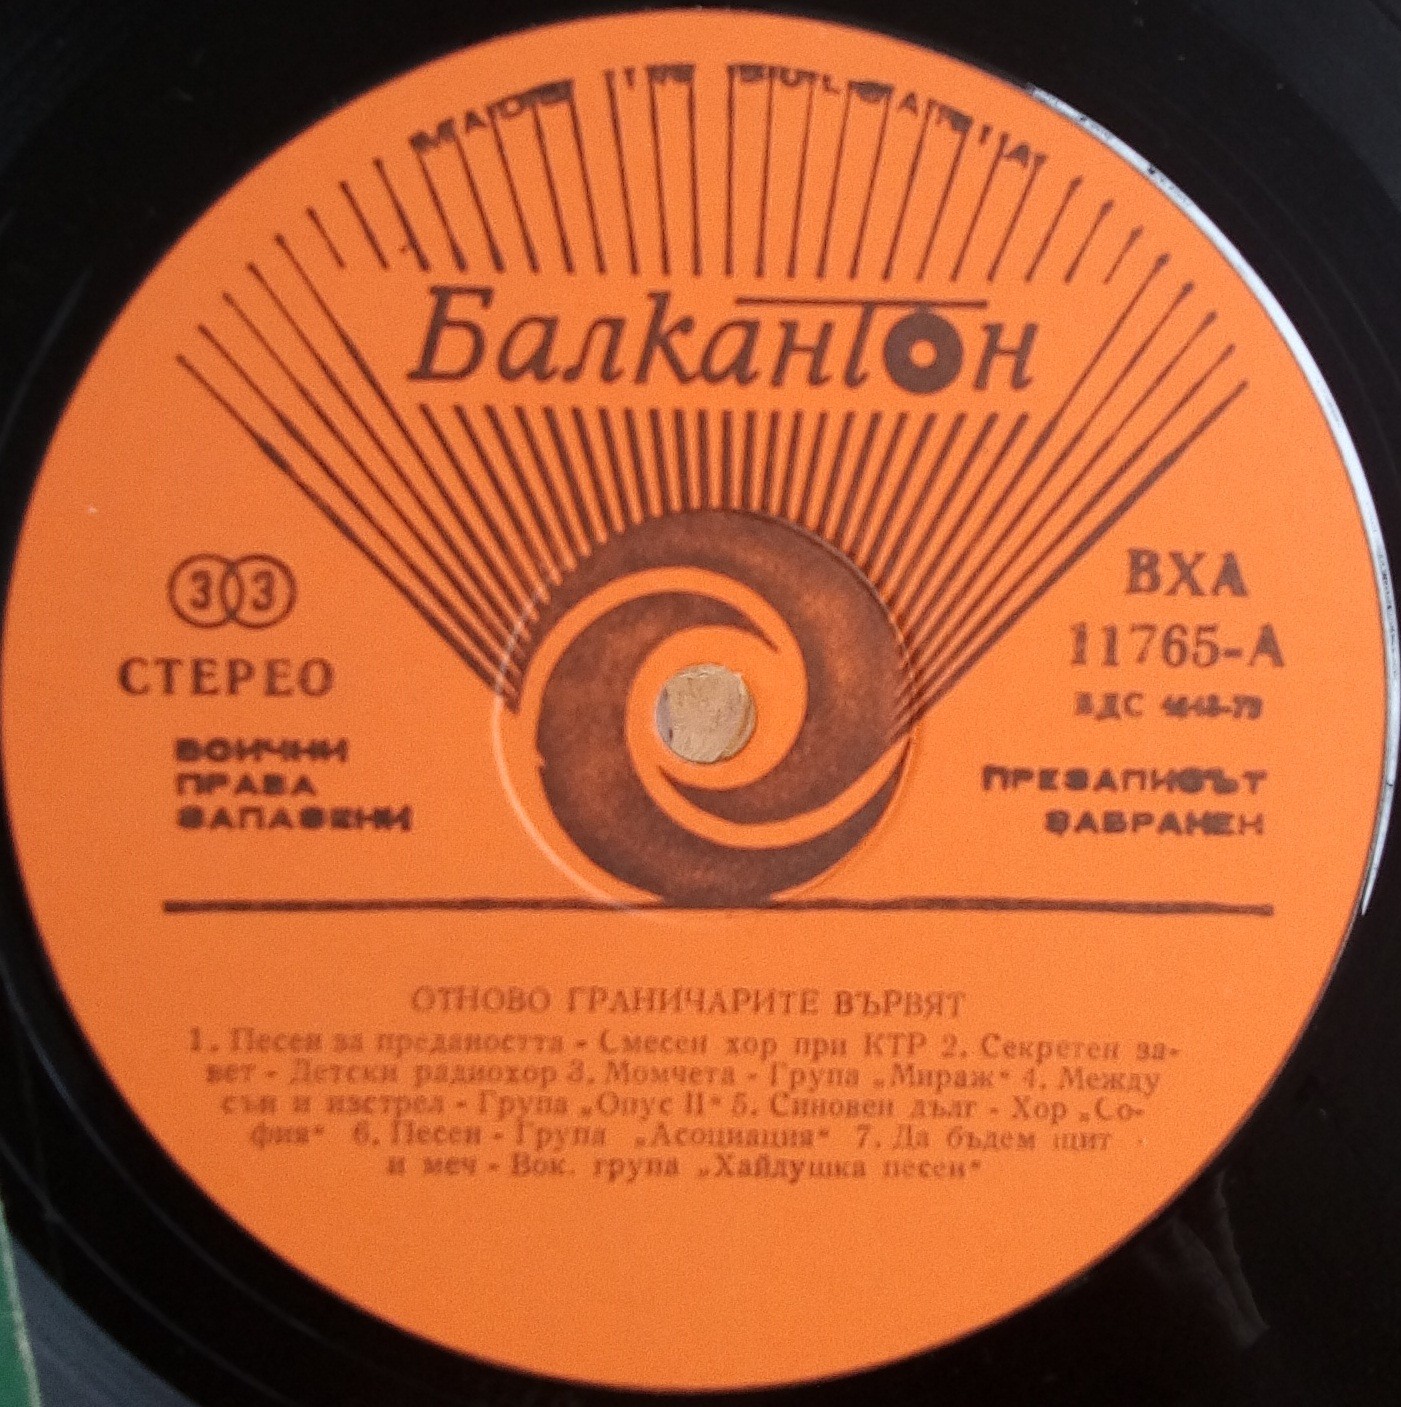 MADE IN BULGARIA
Балкантон
33
СТЕРЕО
ВСИЧКИ
ПРАВА
ЗАПАЗЕНИ
ВХА
11765-А
БДС
ПРЕЗАПИСЪТ
ЗАБРАНЕН
ОТНОВО ГРАНИЧАРИТЕ ВЪРВЯТ
1. Песен за предаността - Смесен хор при КТР 2. Секретен за-
вет - Детски радиохор 3. Момчета - Група „Мираж“ 4. Между
сън и изстрел - Група „Опус II“ 5. Синовен дълг - Хор „Со-
фия“ 6. Песен - Група „Асоциация“ 7. Да бъдем щит
и меч - Вок. група „Хайдушка песен“